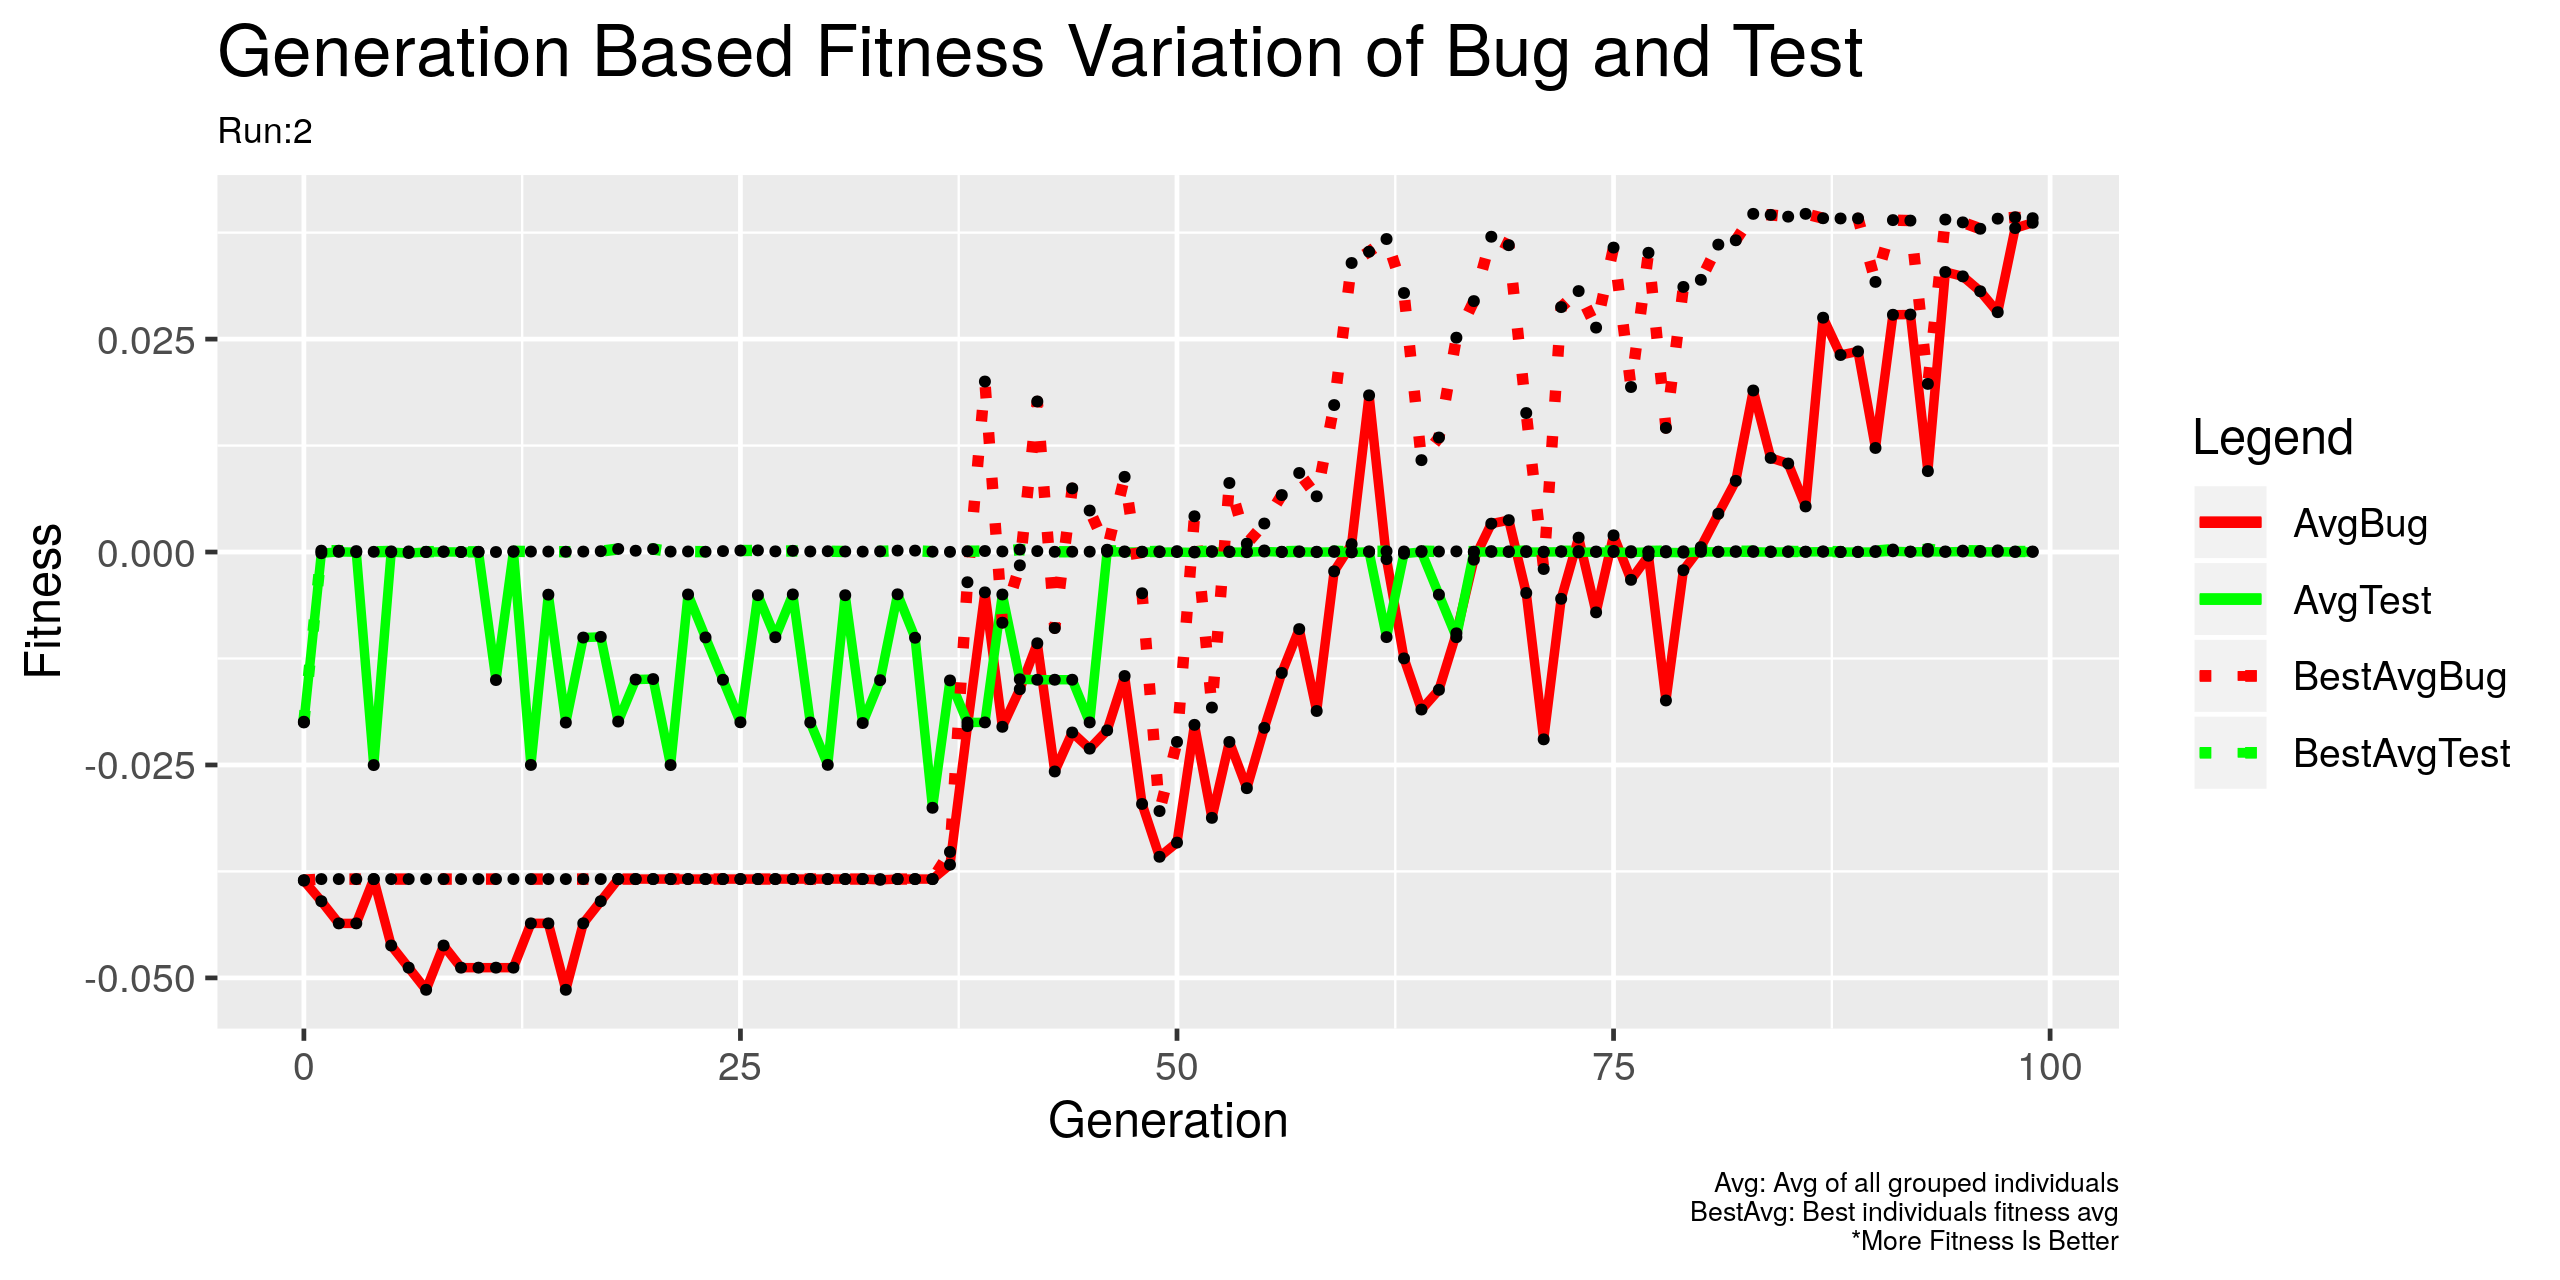 Generation Based Fitness Variation of Bug and Test
Run:2
Fitness
0.025
0.000
-0.025
-0.050
0
25
50
75
100
Generation
Legend
AvgBug
AvgTest
BestAvgBug
BestAvgTest
Avg: Avg of all grouped individuals
BestAvg: Best individuals fitness avg
*More Fitness Is Better